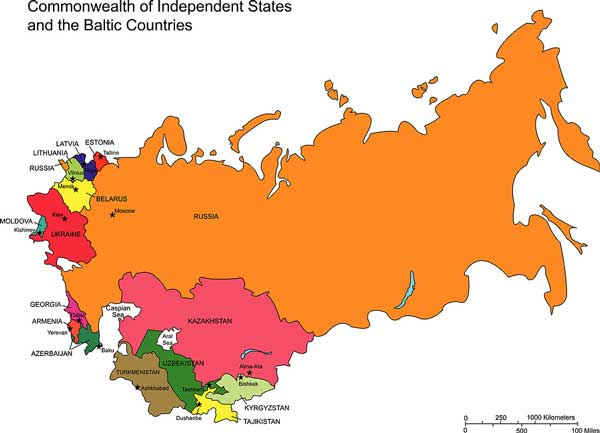 Commonwealth of Independent States
and the Baltic Countries
LATVIA
ESTONIA
Tallinn
LITHUANIA
Riga
RUSSIA
Vilnius
Mensk
BELARUS
Moscow
RUSSIA
MOLDOVA
Kiev
Kishinev
UKRAINE
GEORGIA
Tbilisi
ARMENIA
Yerevan
AZERBAIJAN
Baku
Caspian
Sea
Aral
Sea
KAZAKHSTAN
UZBEKISTAN
Alma-Ata
TURKMENISTAN
Bishkek
Ashkhabad
Tashkent
KYRGYZSTAN
Dushanbe
TAJIKISTAN
0 250 1000 Kilometers
0 500 100 Miles